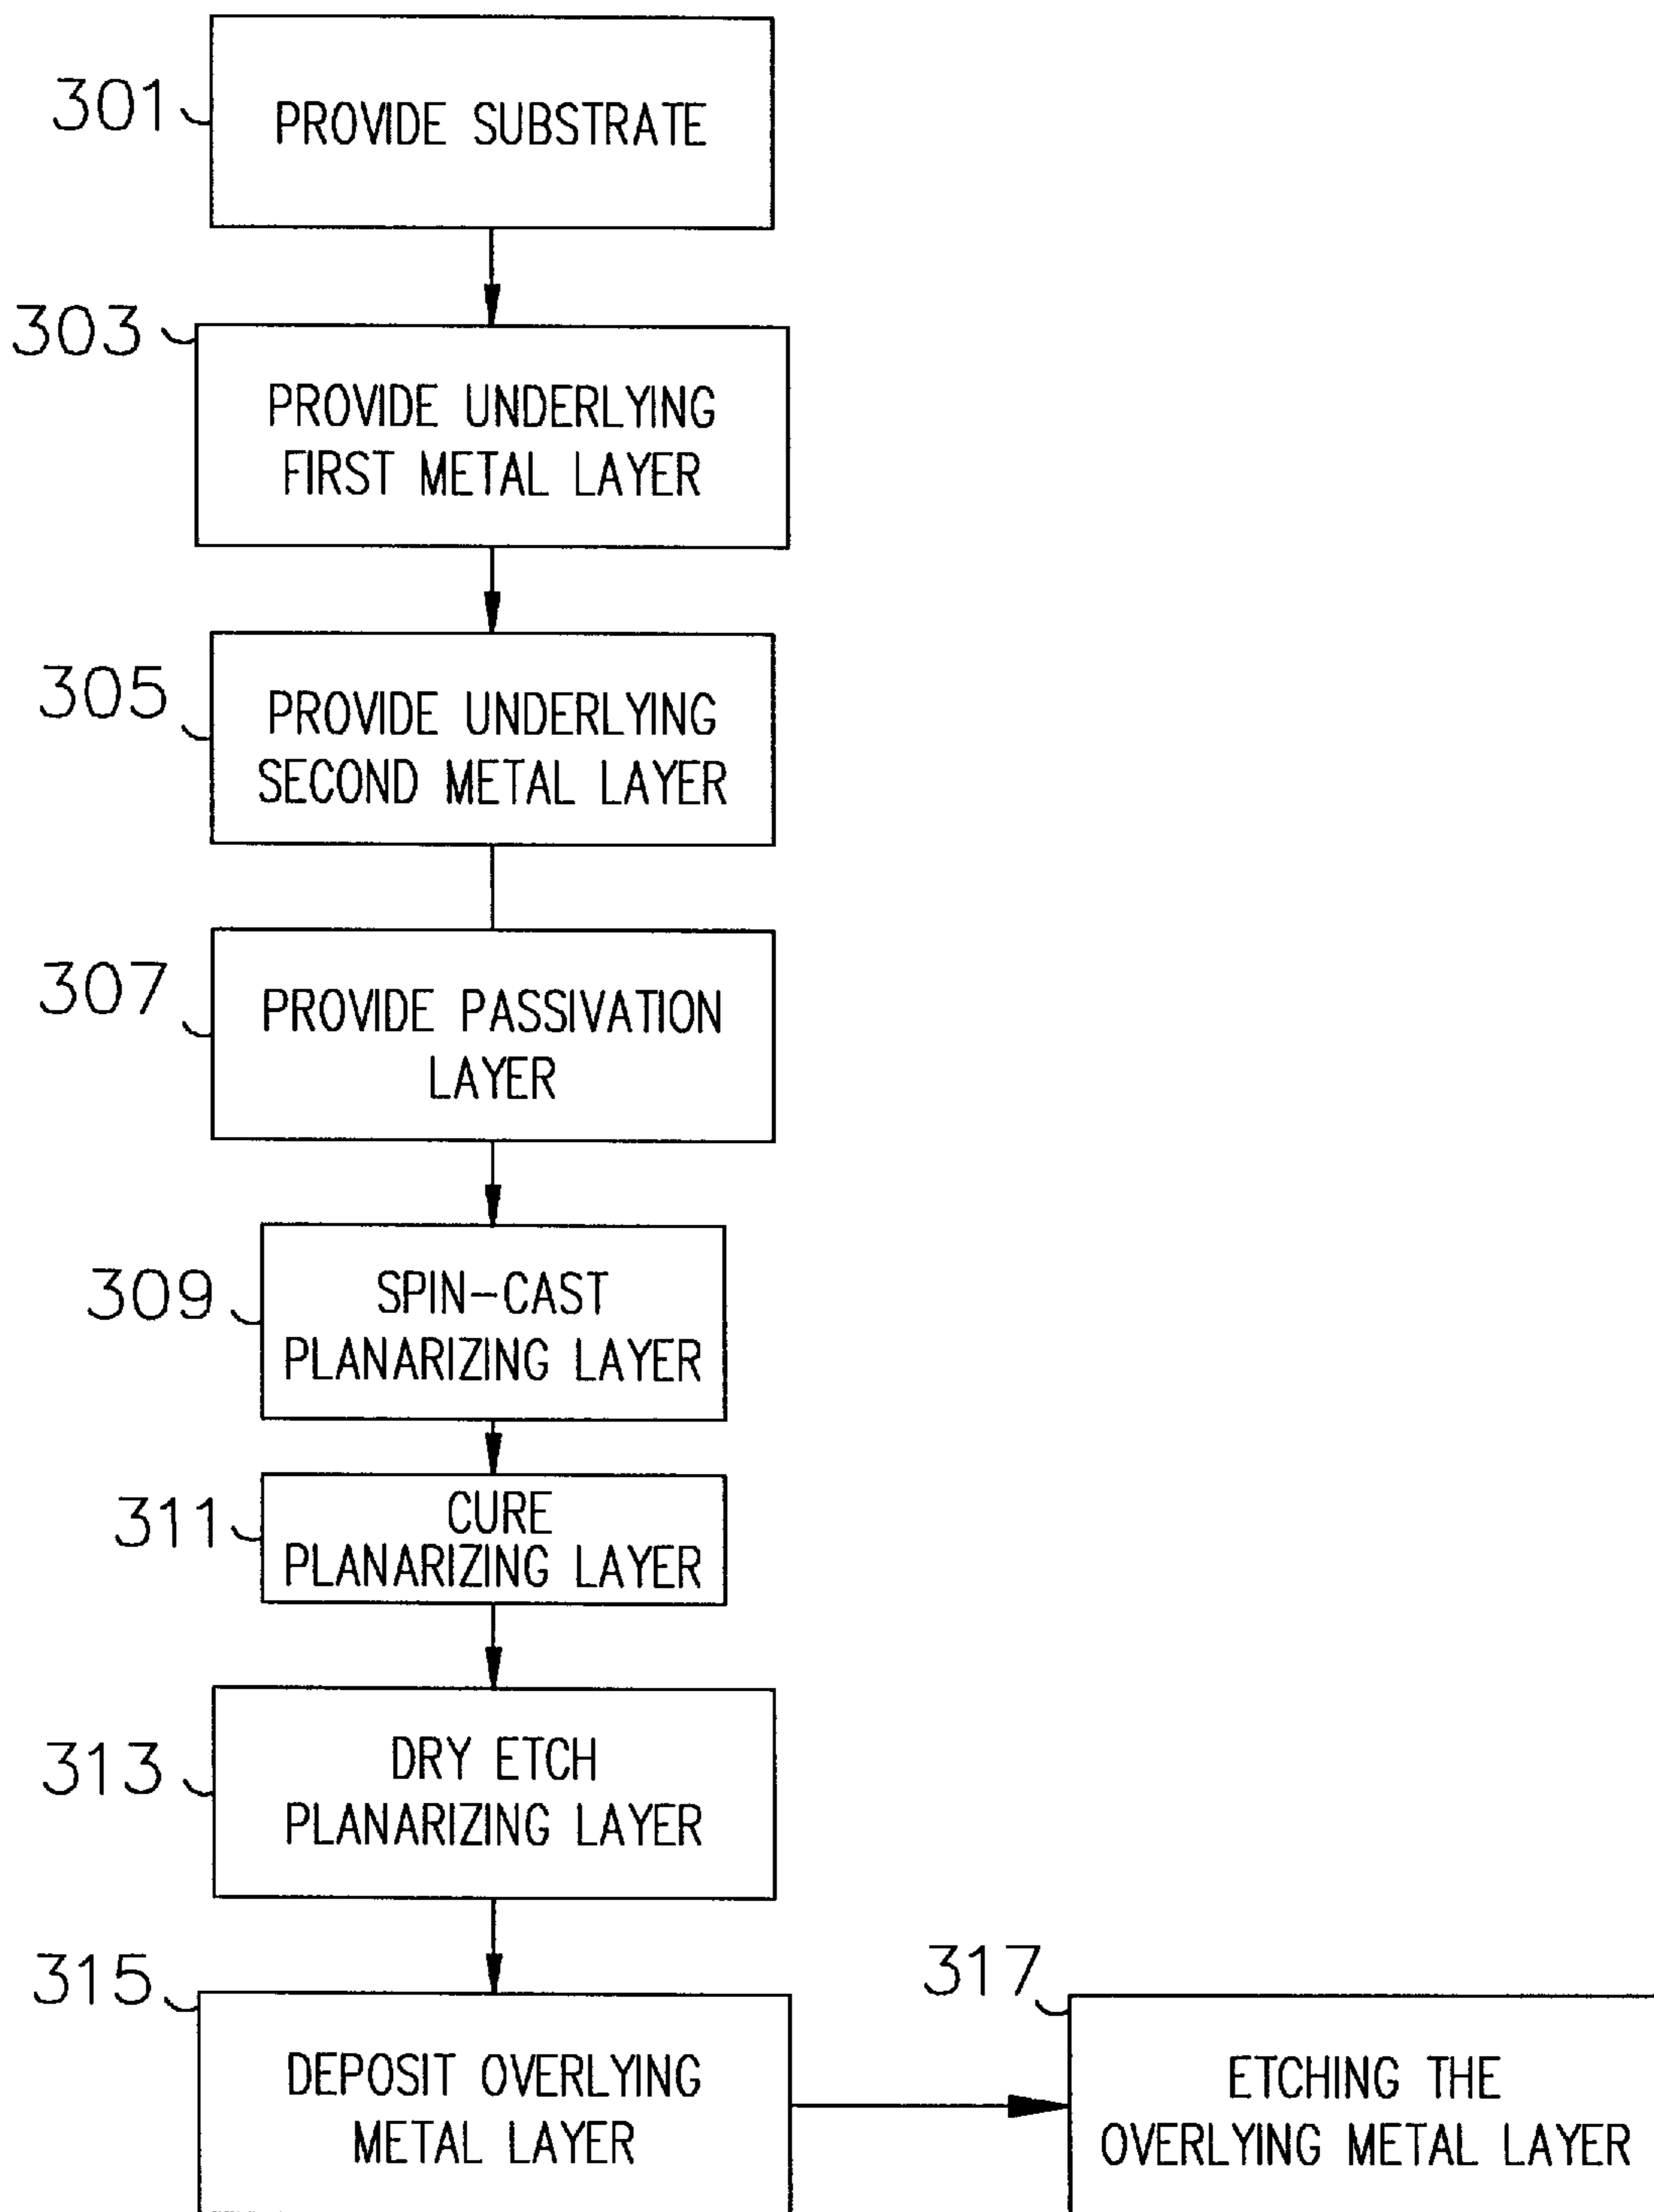 301
PROVIDE SUBSTRATE
303
PROVIDE UNDERLYING
FIRST METAL LAYER
305
PROVIDE UNDERLYING
SECOND METAL LAYER
307
PROVIDE PASSIVATION
LAYER
309
SPIN-CAST
PLANARIZING LAYER
311
CURE
PLANARIZING LAYER
313
DRY ETCH
PLANARIZING LAYER
315
DEPOSIT OVERLYING
METAL LAYER
317
ETCHING THE
OVERLYING METAL LAYER